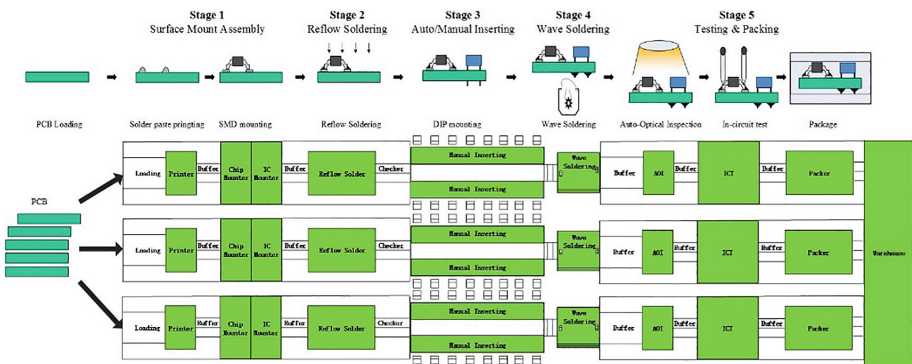 Stage 1
Surface Mount Assembly
Stage 2
Reflow Soldering
Stage 3
Auto/Manual Inserting
Stage 4
Wave Soldering
Stage 5
Testing & Packing
PCB Loading
Solder paste pringting
SMD mounting
Reflow Soldering
DIP mounting
Wave Soldering
Auto-Optical Inspection
In-circuit test
Package
PCB
Loading
Printer
Buffer
Chip
Mounter
IC
Mounter
Buffer
Reflow Solder
Checker
Manual Inserting
Manual Inserting
Wave
Soldering
Buffer
AOI
Buffer
ICT
Buffer
Packer
Loading
Printer
Buffer
Chip
Mounter
IC
Mounter
Buffer
Reflow Solder
Checker
Manual Inserting
Manual Inserting
Wave
Soldering
Buffer
AOI
Buffer
ICT
Buffer
Packer
Warehouse
Loading
Printer
Buffer
Chip
Mounter
IC
Mounter
Buffer
Reflow Solder
Checker
Manual Inserting
Manual Inserting
Wave
Soldering
Buffer
AOI
Buffer
ICT
Buffer
Packer